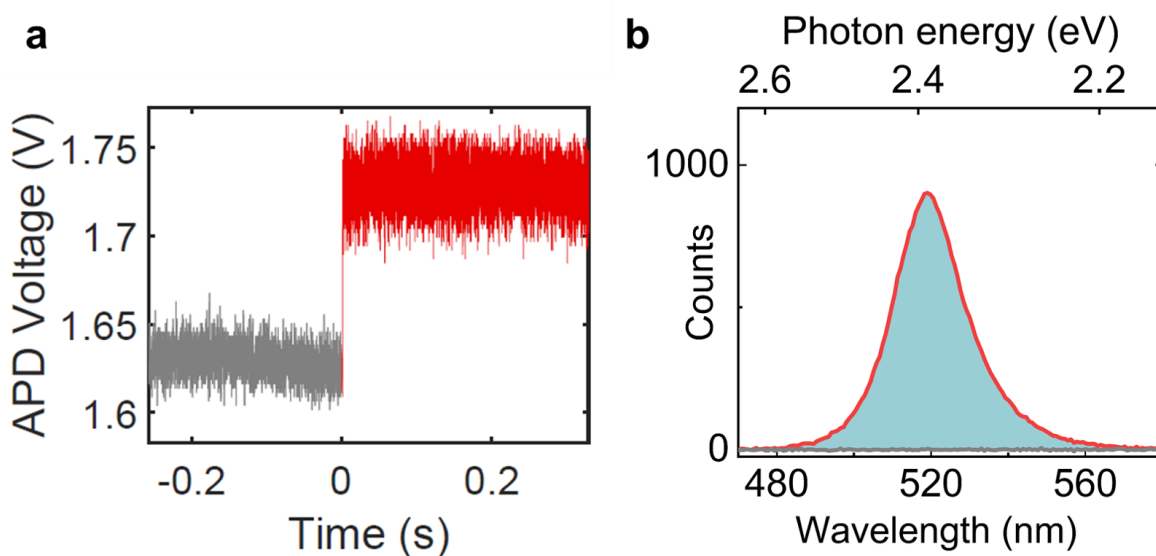 a
APD Voltage (V)
1.75
1.7
1.65
1.6
-0.2 0 0.2
Time (s)
b
Photon energy (eV)
2.6 2.4 2.2
Counts
1000
0
480 520 560
Wavelength (nm)